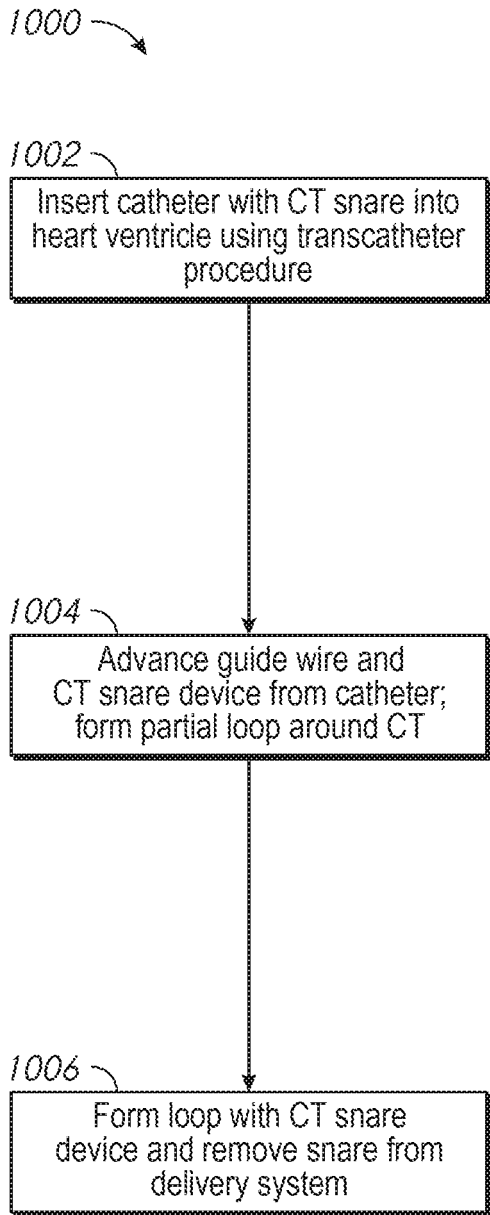 1000
1002
Insert catheter with CT snare into
heart ventricle using transcatheter
procedure
1004
Advance guide wire and
CT snare device from catheter;
form partial loop around CT
1006
Form loop with CT snare
device and remove snare from
delivery system